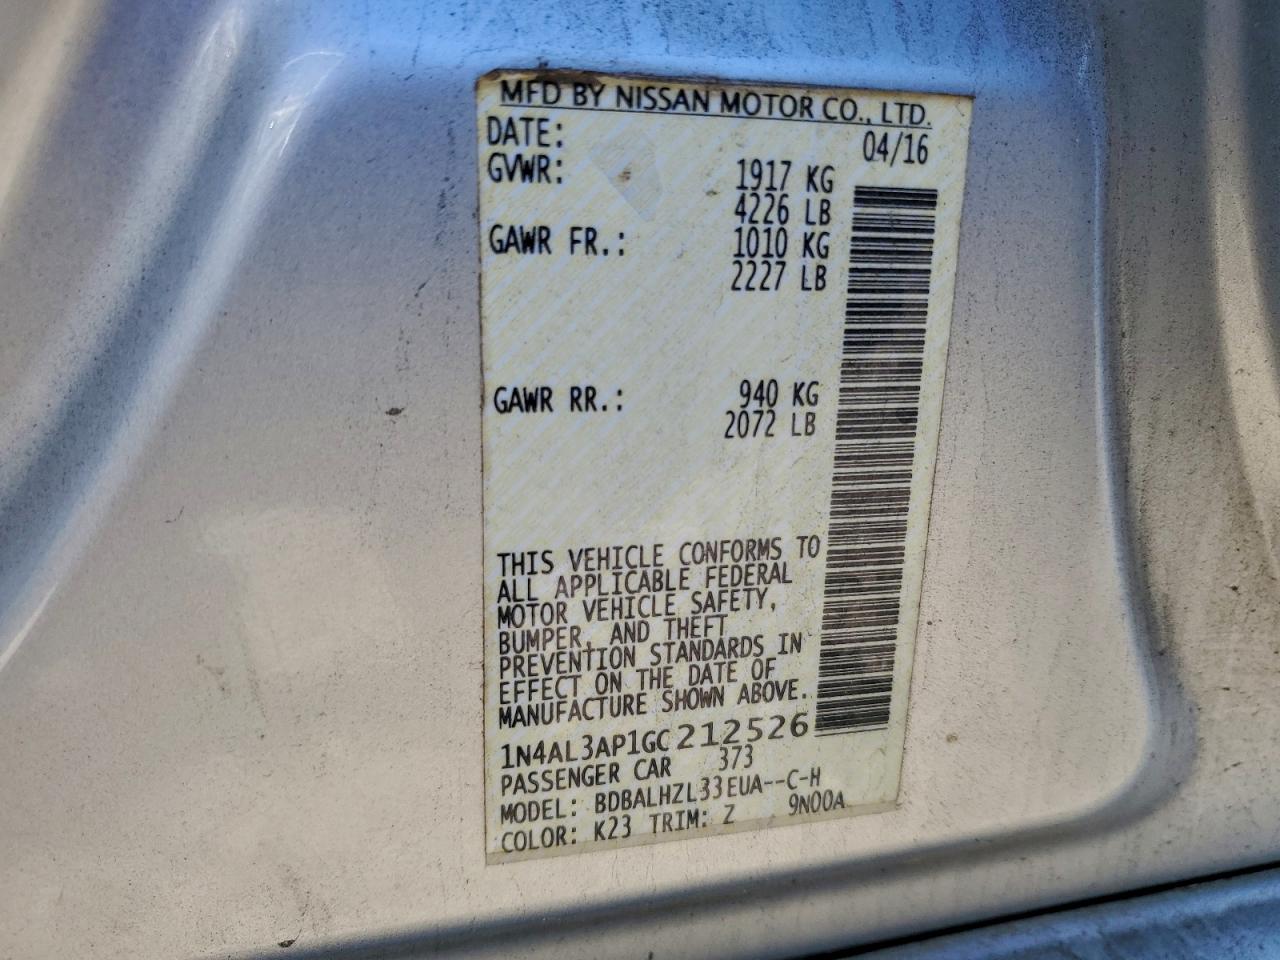 MFD BY NISSAN MOTOR CO., LTD.
DATE: 04/16
GVWR: 1917 KG
4226 LB
GAWR FR.: 1010 KG
2227 LB
GAWR RR.: 940 KG
2072 LB
THIS VEHICLE CONFORMS TO
ALL APPLICABLE FEDERAL
MOTOR VEHICLE SAFETY,
BUMPER, AND THEFT
PREVENTION STANDARDS IN
EFFECT ON THE DATE OF
MANUFACTURE SHOWN ABOVE.
1N4AL3AP1GC212526
PASSENGER CAR 373
MODEL: BDBALHZL33EUA--C-H
COLOR: K23 TRIM: Z 9N00A